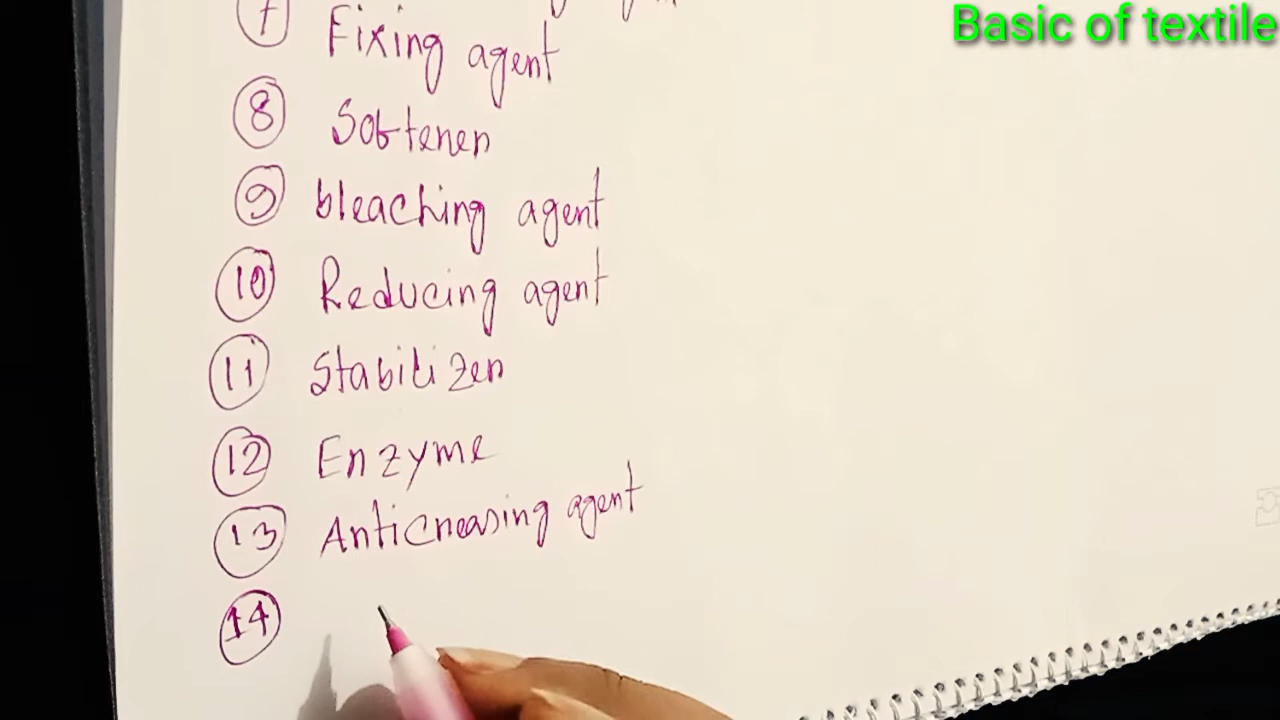 Basic of textile
7 Fixing agent
8 Softener
9 bleaching agent
10 Reducing agent
11 Stabilizer
12 Enzyme
13 Anticreasing agent
14